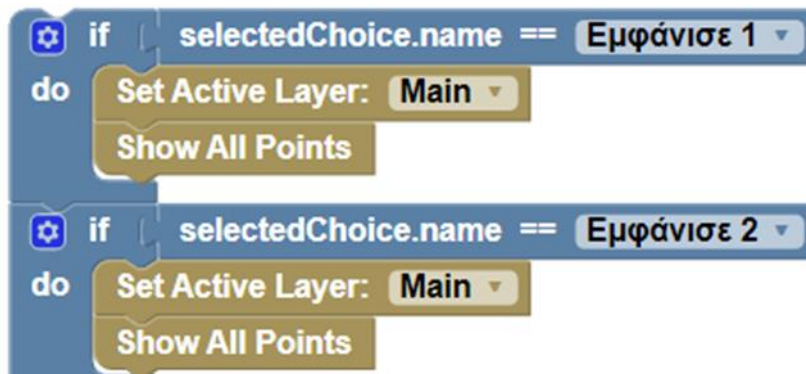 if selectedChoice.name == Εμφάνισε 1
do Set Active Layer: Main
Show All Points
if selectedChoice.name == Εμφάνισε 2
do Set Active Layer: Main
Show All Points